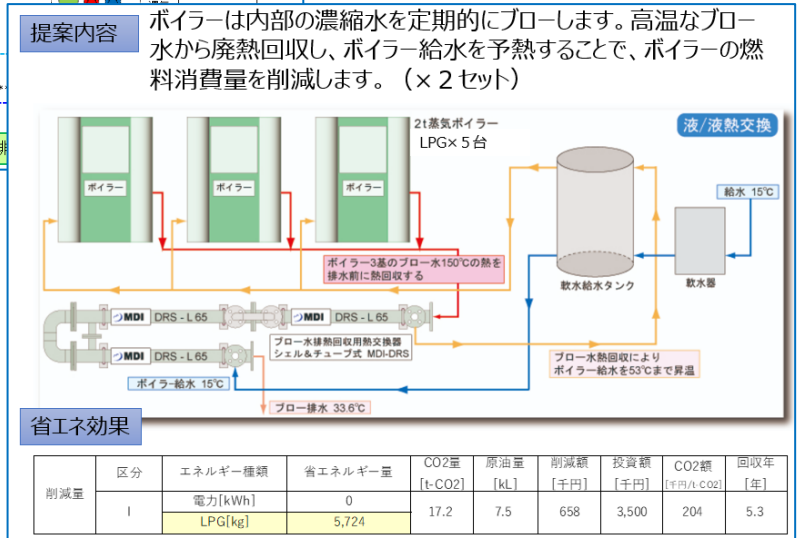 提案内容
ボイラーは内部の濃縮水を定期的にブローします。高温なブロー
水から廃熱回収し、ボイラー給水を予熱することで、ボイラーの燃
料消費量を削減します。（×２セット）
2t蒸気ボイラー
LPG×５台
液/液熱交換
ボイラー
ボイラー
ボイラー
給水 15℃
ボイラー3基のブロー水150℃の熱を
排水前に熱回収する
軟水給水タンク
軟水器
MDI DRS-L65
MDI DRS-L65
MDI DRS-L65
ブロー水排熱回収用熱交換器
シェル&チューブ式 MDI-DRS
ブロー水熱回収により
ボイラー給水を53℃まで昇温
ボイラー給水 15℃
ブロー排水 33.6℃
省エネ効果
削減量 区分 エネルギー種類 省エネルギー量 CO2量 [t-CO2] 原油量 [kL] 削減額 [千円] 投資額 [千円] CO2額 [千円/t-CO2] 回収年 [年]
I 電力[kWh] 0 17.2 7.5 658 3,500 204 5.3
LPG[kg] 5,724